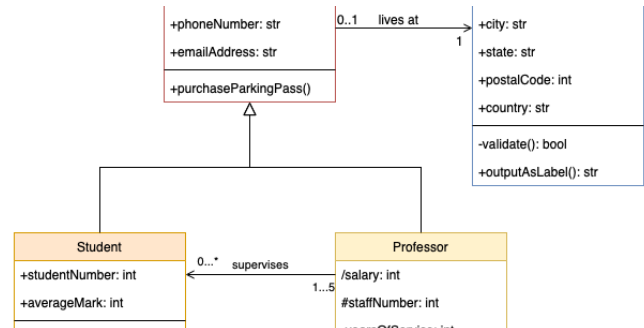 +phoneNumber: str
+emailAddress: str
+purchaseParkingPass()
0..1 lives at
1
+city: str
+state: str
+postalCode: int
+country: str
-validate(): bool
+outputAsLabel(): str
Student
+studentNumber: int
+averageMark: int
0...* supervises
1...5
Professor
/salary: int
#staffNumber: int